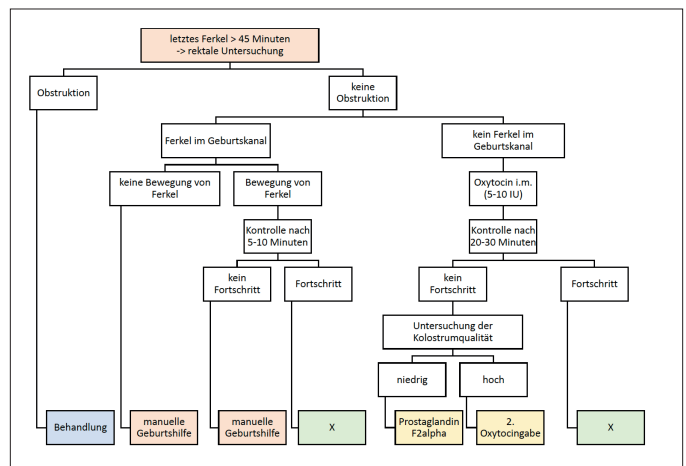 letztes Ferkel > 45 Minuten
-> rektale Untersuchung
Obstruktion
keine
Obstruktion
Ferkel im Geburtskanal
kein Ferkel im
Geburtskanal
keine Bewegung von
Ferkel
Bewegung von
Ferkel
Oxytocin i.m.
(5-10 IU)
Kontrolle nach
5-10 Minuten
Kontrolle nach
20-30 Minuten
kein
Fortschritt
Fortschritt
kein
Fortschritt
Fortschritt
Untersuchung der
Kolostrumqualität
niedrig
hoch
Behandlung
manuelle
Geburtshilfe
manuelle
Geburtshilfe
X
Prostaglandin
F2alpha
2.
Oxytocingabe
X